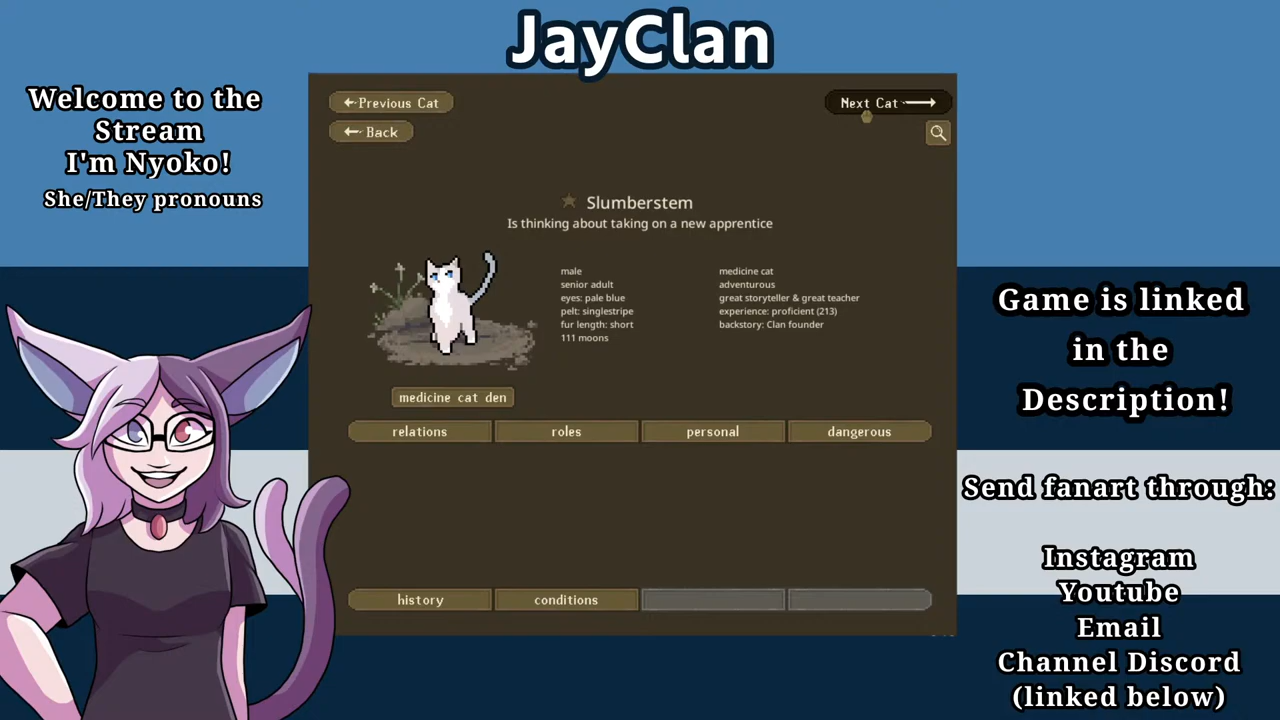 JayClan
Welcome to the
Stream
I'm Nyoko!
She/They pronouns
Previous Cat
Next Cat
Back
Slumberstem
Is thinking about taking on a new apprentice
male
senior adult
eyes: pale blue
pelt: singlestripe
fur length: short
111 moons
medicine cat
adventurous
great storyteller & great teacher
experience: proficient (213)
backstory: Clan founder
medicine cat den
relations
roles
personal
dangerous
history
conditions
Game is linked
in the
Description!
Send fanart through:
Instagram
Youtube
Email
Channel Discord
(linked below)